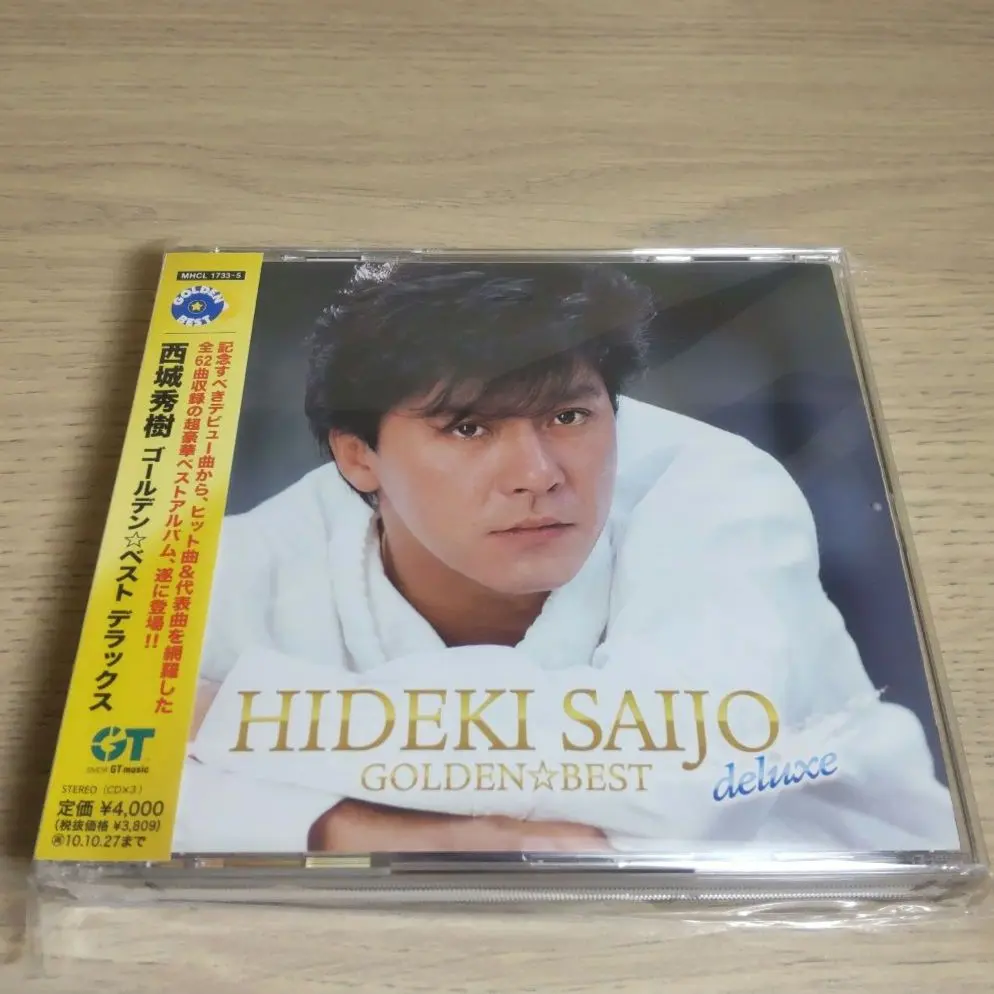 MHCL 1733-5
GOLDEN
BEST
記念すべきデビュー曲から、ヒット曲&代表曲を網羅した
全62曲収録の超豪華ベストアルバム、遂に登場!!
西城秀樹 ゴールデン☆ベスト デラックス
GT
GT music
STEREO (CD×3)
定価 ¥4,000
(税抜価格 ¥3,809)
10.10.27まで
HIDEKI SAIJO
GOLDEN☆BEST
deluxe